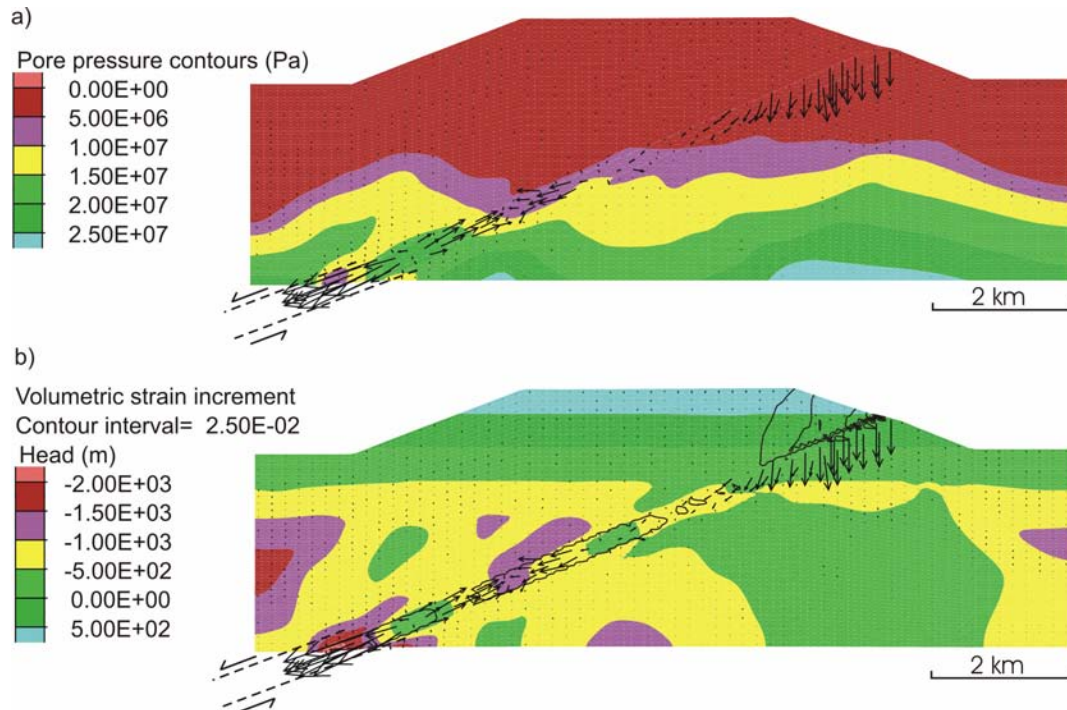 a)
Pore pressure contours (Pa)
0.00E+00
5.00E+06
1.00E+07
1.50E+07
2.00E+07
2.50E+07
2 km
b)
Volumetric strain increment
Contour interval= 2.50E-02
Head (m)
-2.00E+03
-1.50E+03
-1.00E+03
-5.00E+02
0.00E+00
5.00E+02
2 km